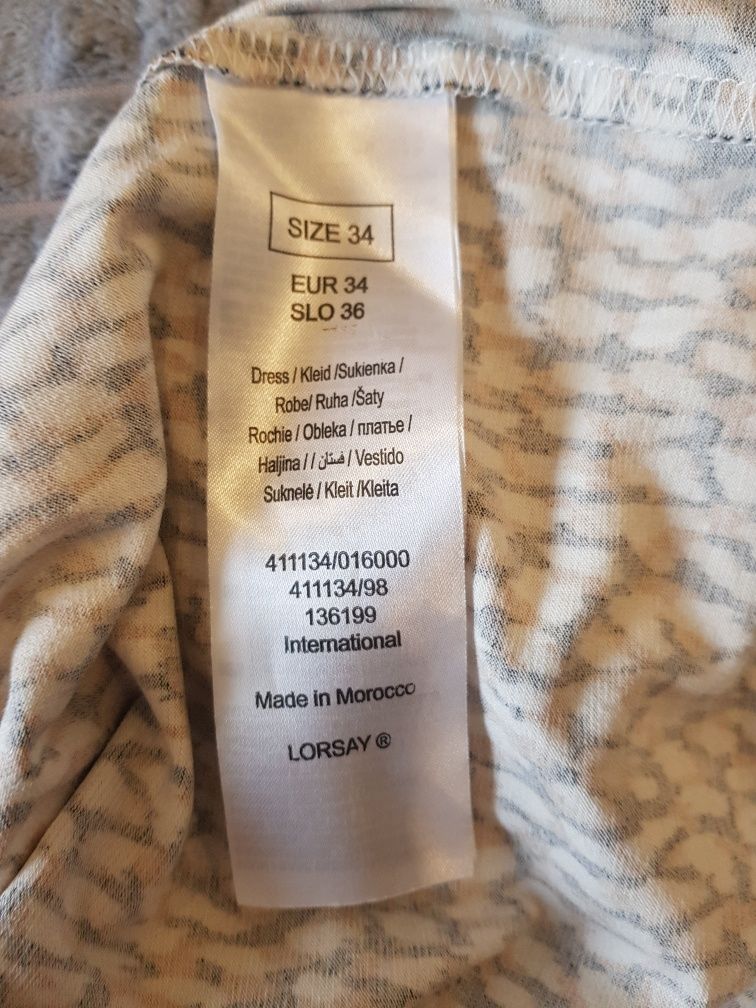 SIZE 34
EUR 34
SLO 36
Dress / Kleid /Sukienka /
Robe/ Ruha /Šaty
Rochie / Obleka / платье /
Haljina / / فستان / Vestido
Suknelė / Kleit /Kleita
411134/016000
411134/98
136199
International
Made in Morocco
LORSAY ®